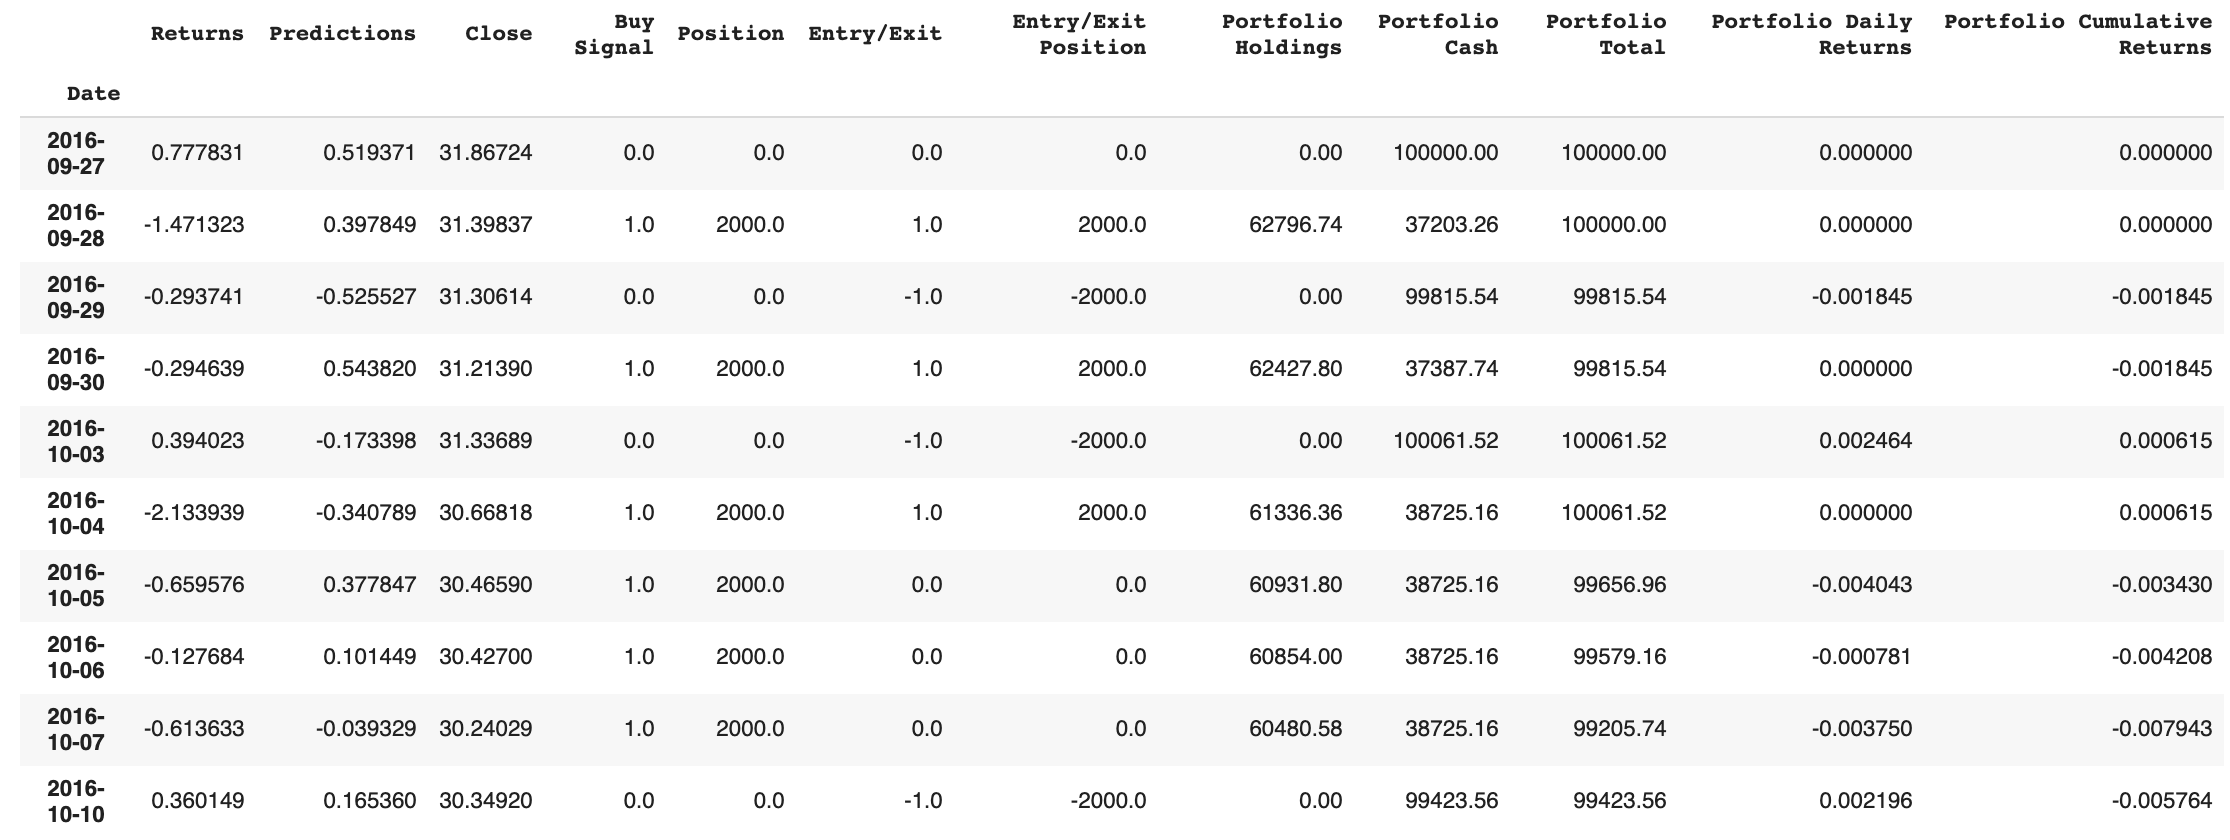 Returns Predictions Close Buy Signal Position Entry/Exit Entry/Exit Position Portfolio Holdings Portfolio Cash Portfolio Total Portfolio Daily Returns Portfolio Cumulative Returns
Date
2016-09-27 0.777831 0.519371 31.86724 0.0 0.0 0.0 0.0 0.00 100000.00 100000.00 0.000000 0.000000
2016-09-28 -1.471323 0.397849 31.39837 1.0 2000.0 1.0 2000.0 62796.74 37203.26 100000.00 0.000000 0.000000
2016-09-29 -0.293741 -0.525527 31.30614 0.0 0.0 -1.0 -2000.0 0.00 99815.54 99815.54 -0.001845 -0.001845
2016-09-30 -0.294639 0.543820 31.21390 1.0 2000.0 1.0 2000.0 62427.80 37387.74 99815.54 0.000000 -0.001845
2016-10-03 0.394023 -0.173398 31.33689 0.0 0.0 -1.0 -2000.0 0.00 100061.52 100061.52 0.002464 0.000615
2016-10-04 -2.133939 -0.340789 30.66818 1.0 2000.0 1.0 2000.0 61336.36 38725.16 100061.52 0.000000 0.000615
2016-10-05 -0.659576 0.377847 30.46590 1.0 2000.0 0.0 0.0 60931.80 38725.16 99656.96 -0.004043 -0.003430
2016-10-06 -0.127684 0.101449 30.42700 1.0 2000.0 0.0 0.0 60854.00 38725.16 99579.16 -0.000781 -0.004208
2016-10-07 -0.613633 -0.039329 30.24029 1.0 2000.0 0.0 0.0 60480.58 38725.16 99205.74 -0.003750 -0.007943
2016-10-10 0.360149 0.165360 30.34920 0.0 0.0 -1.0 -2000.0 0.00 99423.56 99423.56 0.002196 -0.005764